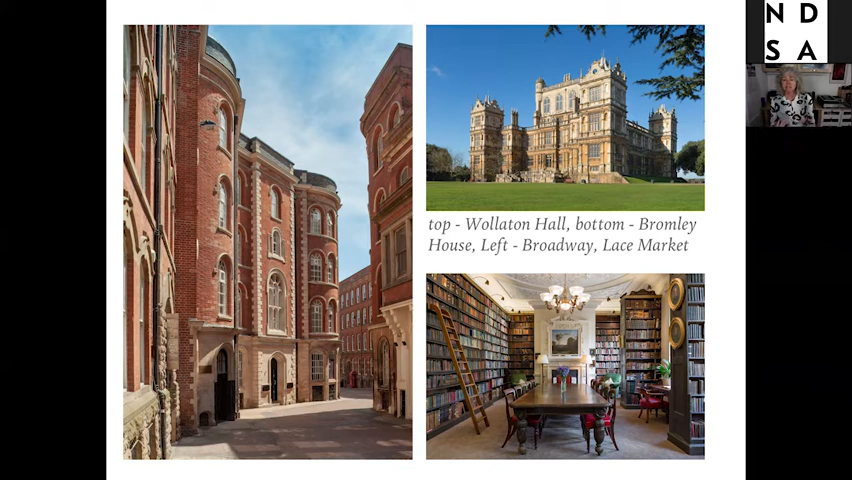 N D
S A
top - Wollaton Hall, bottom - Bromley
House, Left - Broadway, Lace Market